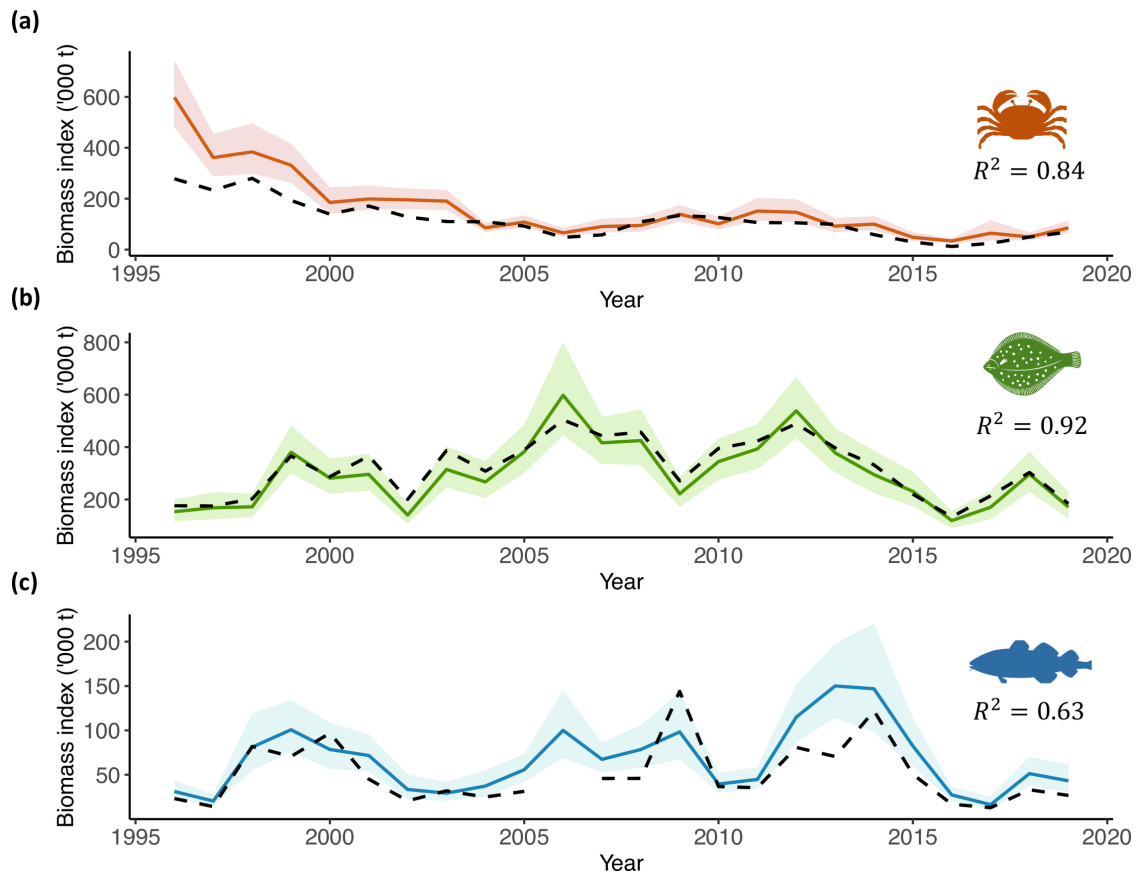 (a)
Biomass index ('000 t)
600
400
200
0
R² = 0.84
1995 2000 2005 2010 2015 2020
Year
(b)
Biomass index ('000 t)
800
600
400
200
R² = 0.92
1995 2000 2005 2010 2015 2020
Year
(c)
Biomass index ('000 t)
200
150
100
50
R² = 0.63
1995 2000 2005 2010 2015 2020
Year